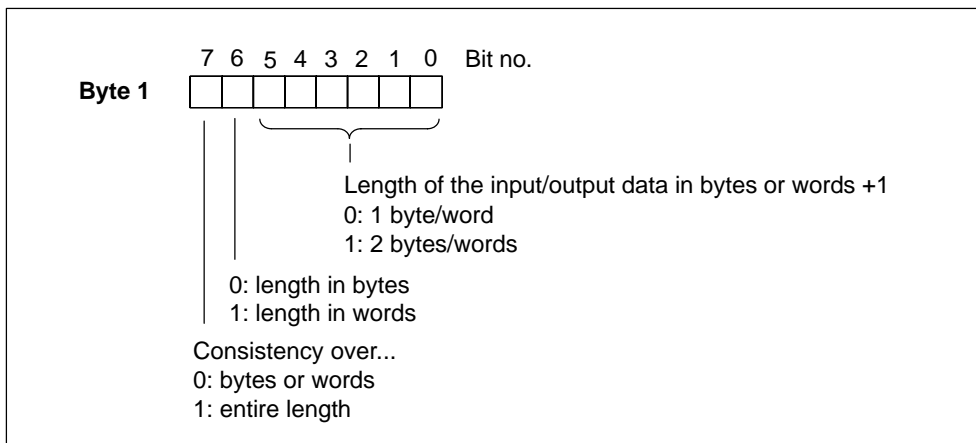 7 6 5 4 3 2 1 0 Bit no.
Byte 1
Length of the input/output data in bytes or words +1
0: 1 byte/word
1: 2 bytes/words
0: length in bytes
1: length in words
Consistency over...
0: bytes or words
1: entire length